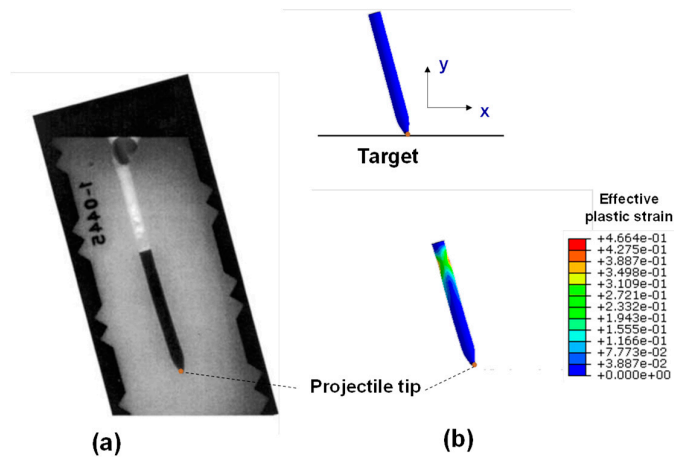 y
x
Target
1-0445
Effective
plastic strain
+4.664e-01
+4.275e-01
+3.887e-01
+3.498e-01
+3.109e-01
+2.721e-01
+2.332e-01
+1.943e-01
+1.555e-01
+1.166e-01
+7.773e-02
+3.887e-02
+0.000e+00
Projectile tip
(a)
(b)